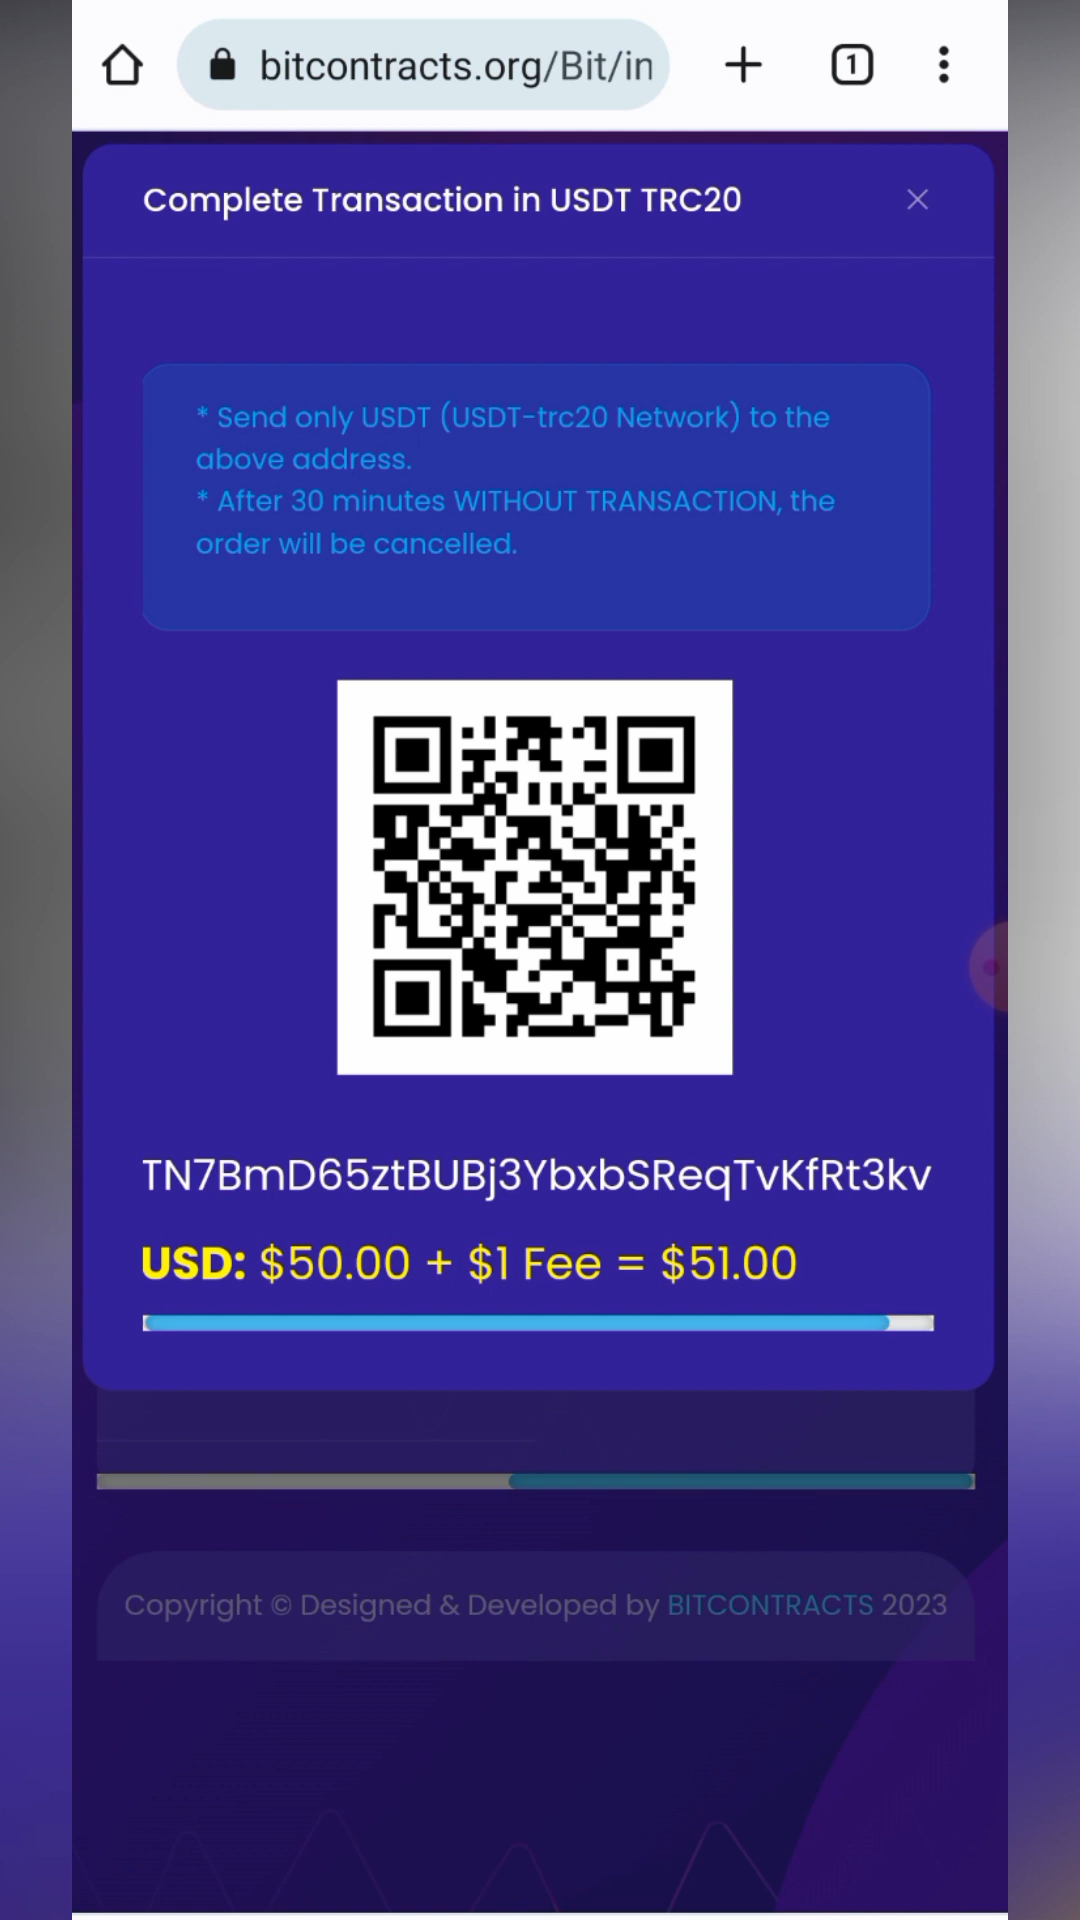 bitcontracts.org/Bit/in
1
Complete Transaction in USDT TRC20
* Send only USDT (USDT-trc20 Network) to the
above address.
* After 30 minutes WITHOUT TRANSACTION, the
order will be cancelled.
TN7BmD65ztBUBj3YbxbSReqTvKfRt3kv
USD: $50.00 + $1 Fee = $51.00
Copyright © Designed & Developed by BITCONTRACTS 2023